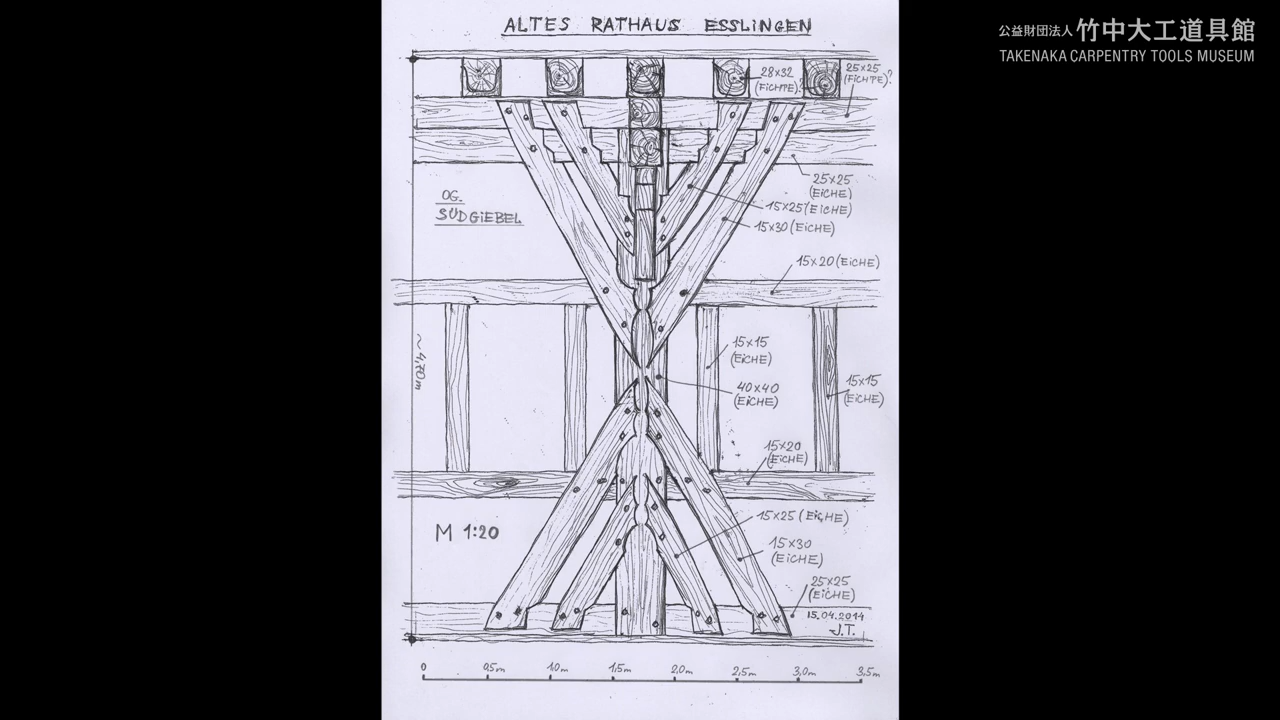 ALTES RATHAUS ESSLINGEN
公益財団法人 竹中大工道具館
TAKENAKA CARPENTRY TOOLS MUSEUM
28x32
(FICHTE)?
25x25
(FICHTE)?
OG.
SÜDGIEBEL
25x25
(EICHE)
15x25 (EICHE)
15x30 (EICHE)
15x20 (EICHE)
~4,70m
15x15
(EICHE)
40x40
(EICHE)
15x15
(EICHE)
15x20
(EICHE)
M 1:20
15x25 (EICHE)
15x30
(EICHE)
25x25
(EICHE)
15.04.2014
J.T.
0 0,5m 1,0m 1,5m 2,0m 2,5m 3,0m 3,5m